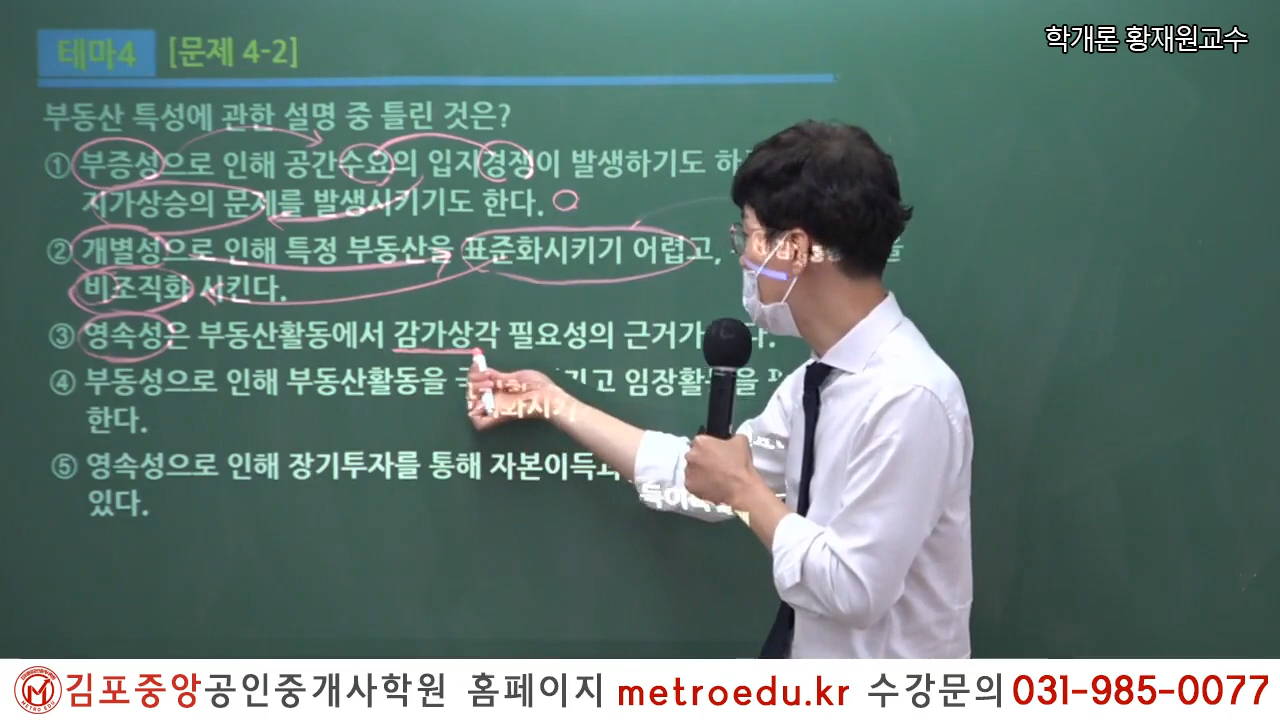 학개론 황재원교수
테마4 [문제 4-2]
부동산 특성에 관한 설명 중 틀린 것은?
① 부증성으로 인해 공간수요의 입지경쟁이 발생하기도 하
지가상승의 문제를 발생시키기도 한다.
② 개별성으로 인해 특정 부동산을 표준화시키기 어렵고,
비조직화 시킨다.
③ 영속성은 부동산활동에서 감가상각 필요성의 근거가
④ 부동성으로 인해 부동산활동을 임장활동을
한다.
⑤ 영속성으로 인해 장기투자를 통해 자본이득과
있다.
METRO EDU
김포중앙공인중개사학원 홈페이지 metroedu.kr 수강문의 031-985-0077